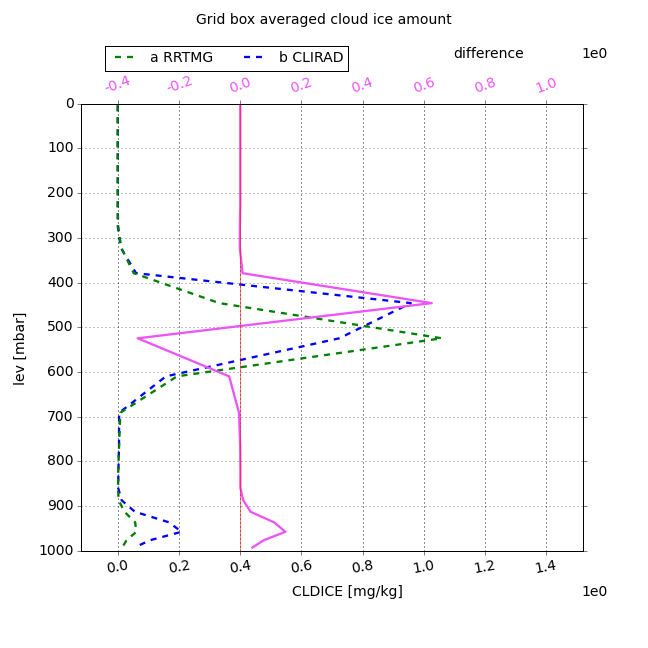 Grid box averaged cloud ice amount
a RRTMG b CLIRAD difference 1e0
-0.4 -0.2 0.0 0.2 0.4 0.6 0.8 1.0
0
100
200
300
400
500
600
700
800
900
1000
lev [mbar]
0.0 0.2 0.4 0.6 0.8 1.0 1.2 1.4
CLDICE [mg/kg] 1e0